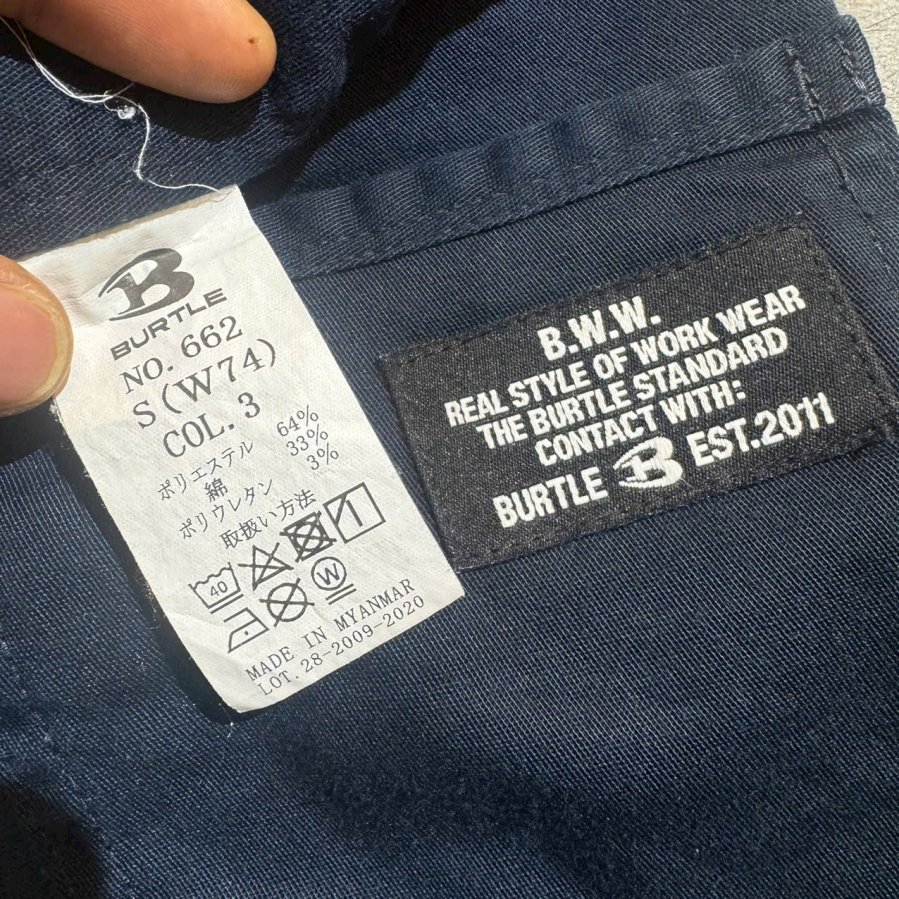 B
BURTLE
NO. 662
S(W74)
COL. 3
ポリエステル 64%
綿 33%
ポリウレタン 3%
取扱い方法
40
W
MADE IN MYANMAR
LOT. 28-2009-2020
B.W.W.
REAL STYLE OF WORK WEAR
THE BURTLE STANDARD
CONTACT WITH:
BURTLE B EST.2011